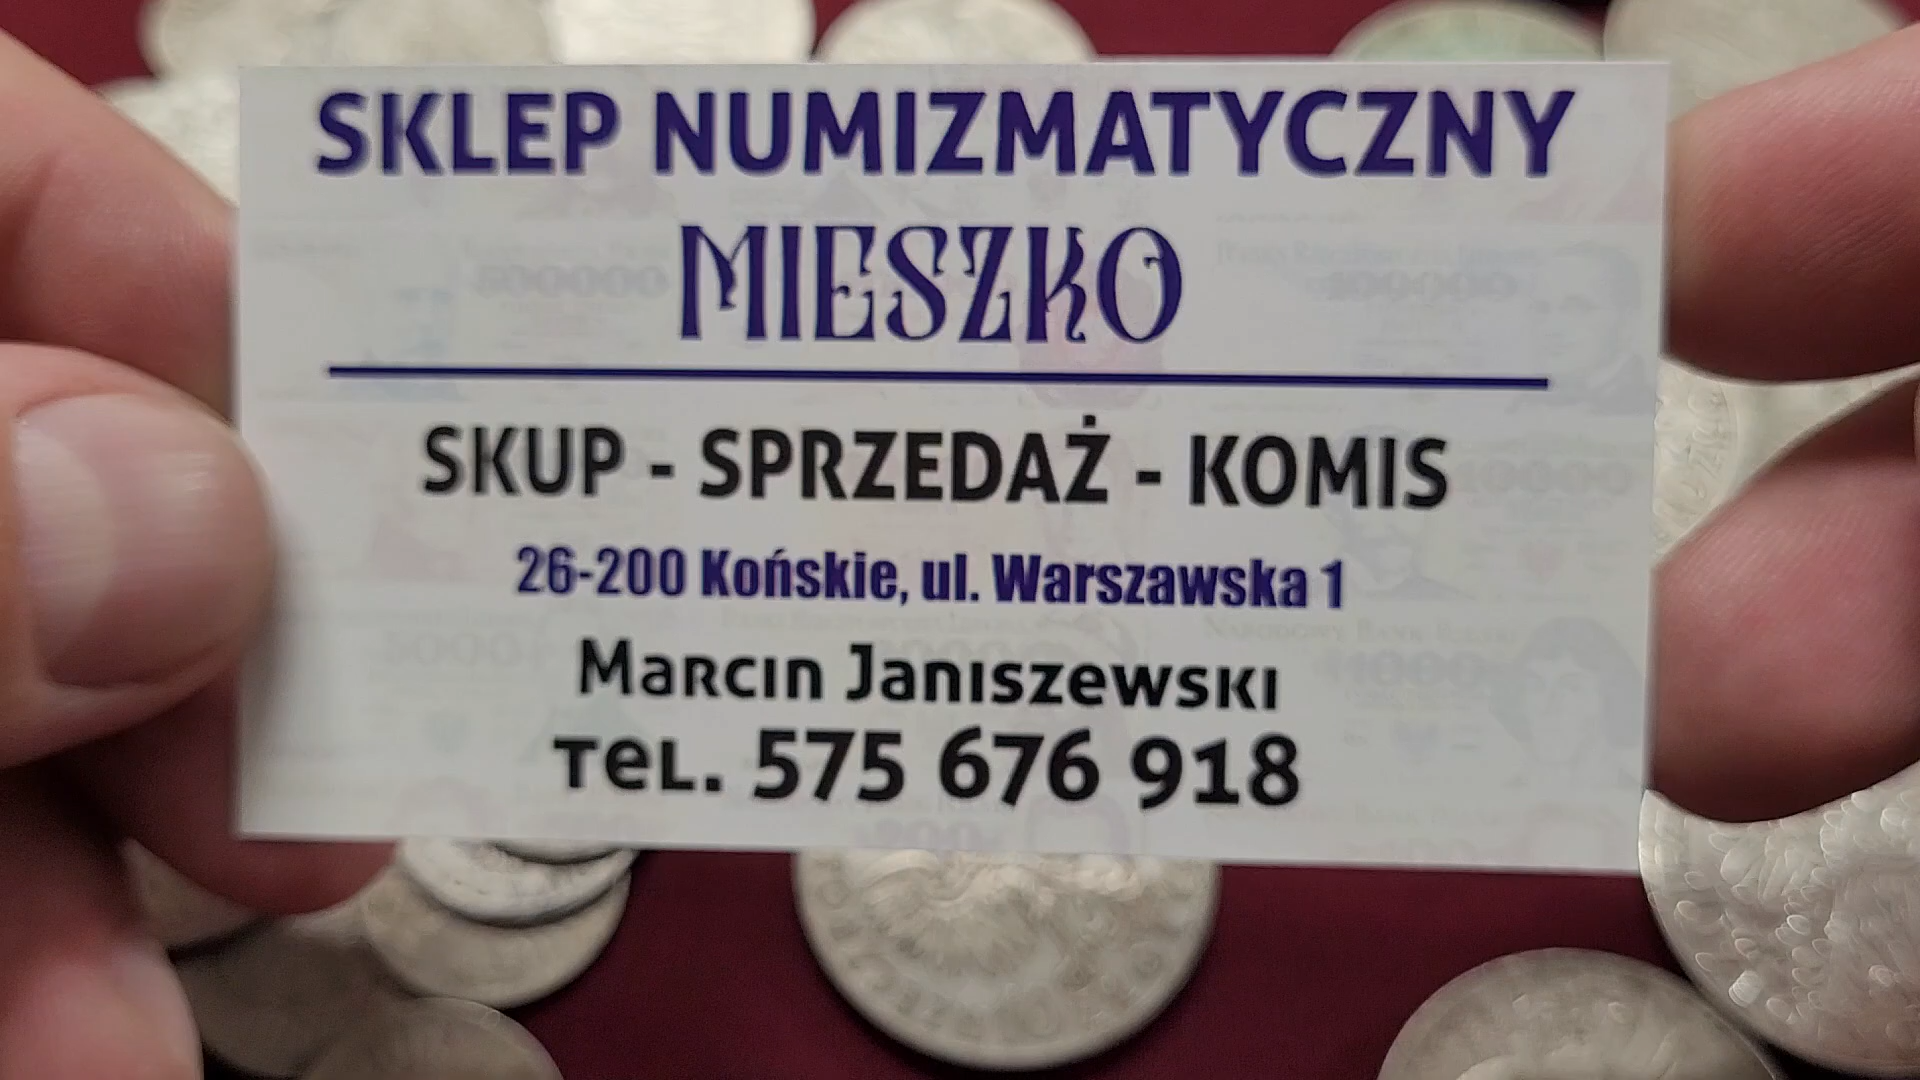 SKLEP NUMIZMATYCZNY
MIESZKO
SKUP - SPRZEDAŻ - KOMIS
26-200 Końskie, ul. Warszawska 1
Marcin Janiszewski
Tel. 575 676 918